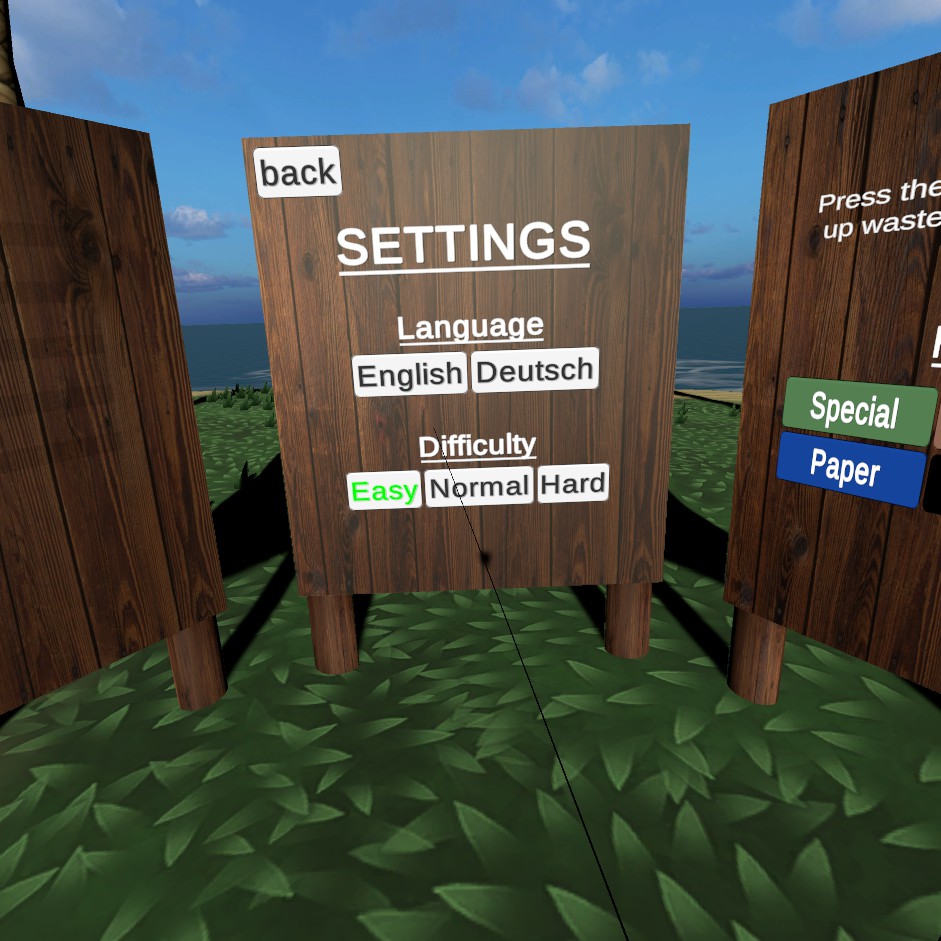 back
SETTINGS
Language
English Deutsch
Difficulty
Easy Normal Hard
Press the
up waste
Special
Paper